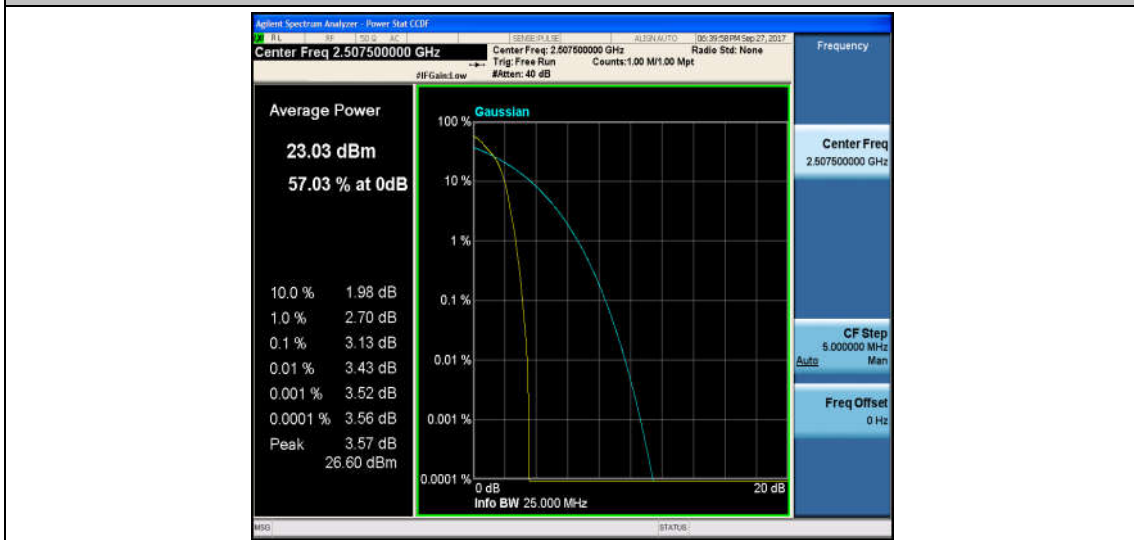 Agilent Spectrum Analyzer - Power Stat CCDF
RL RF 50 Ω AC SENSE:PULSE ALIGN AUTO 06:39:58 PM Sep 27, 2017
Center Freq 2.507500000 GHz
Center Freq: 2.507500000 GHz Radio Std: None
Trig: Free Run Counts:1.00 M/1.00 Mpt
#IFGain:Low #Atten: 40 dB
Frequency
Average Power
23.03 dBm
57.03 % at 0dB
10.0 % 1.98 dB
1.0 % 2.70 dB
0.1 % 3.13 dB
0.01 % 3.43 dB
0.001 % 3.52 dB
0.0001 % 3.56 dB
Peak 3.57 dB
26.60 dBm
Gaussian
100 %
10 %
1 %
0.1 %
0.01 %
0.001 %
0.0001 %
0 dB 20 dB
Info BW 25.000 MHz
Center Freq
2.507500000 GHz
CF Step
5.000000 MHz
Auto Man
Freq Offset
0 Hz
MSG STATUS